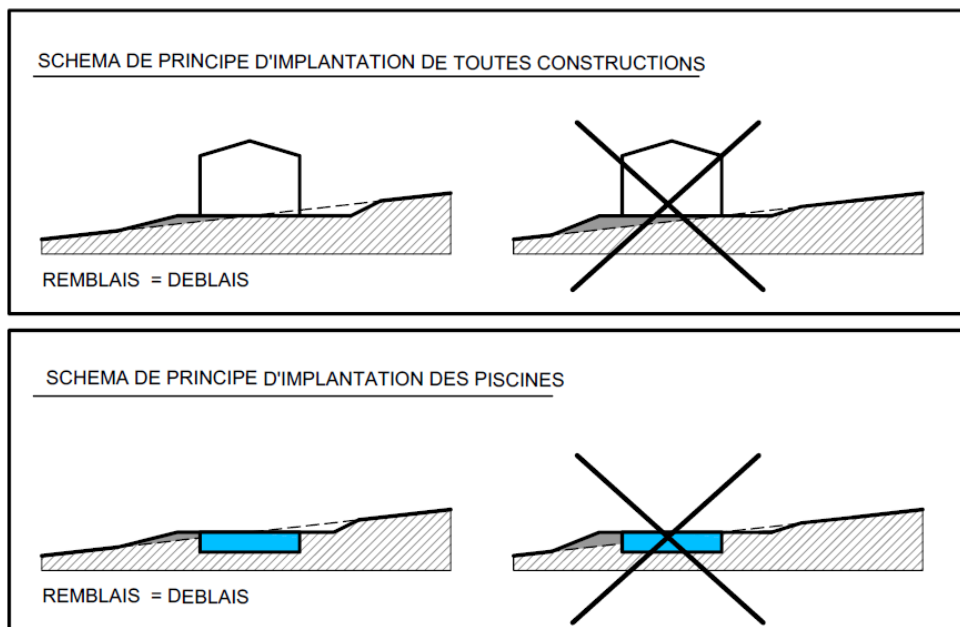 SCHEMA DE PRINCIPE D'IMPLANTATION DE TOUTES CONSTRUCTIONS
REMBLAIS = DEBLAIS
SCHEMA DE PRINCIPE D'IMPLANTATION DES PISCINES
REMBLAIS = DEBLAIS